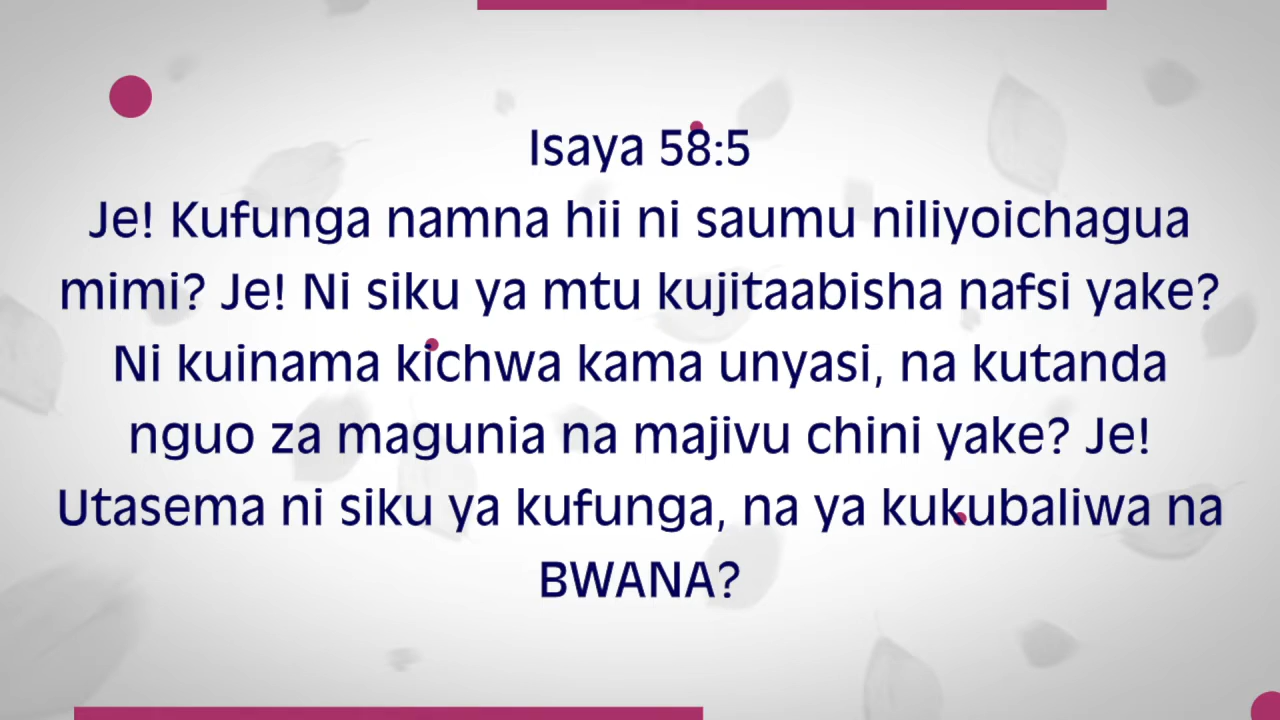 Isaya 58:5
Je! Kufunga namna hii ni saumu niliyoichagua
mimi? Je! Ni siku ya mtu kujitaabisha nafsi yake?
Ni kuinama kichwa kama unyasi, na kutanda
nguo za magunia na majivu chini yake? Je!
Utasema ni siku ya kufunga, na ya kukubaliwa na
BWANA?